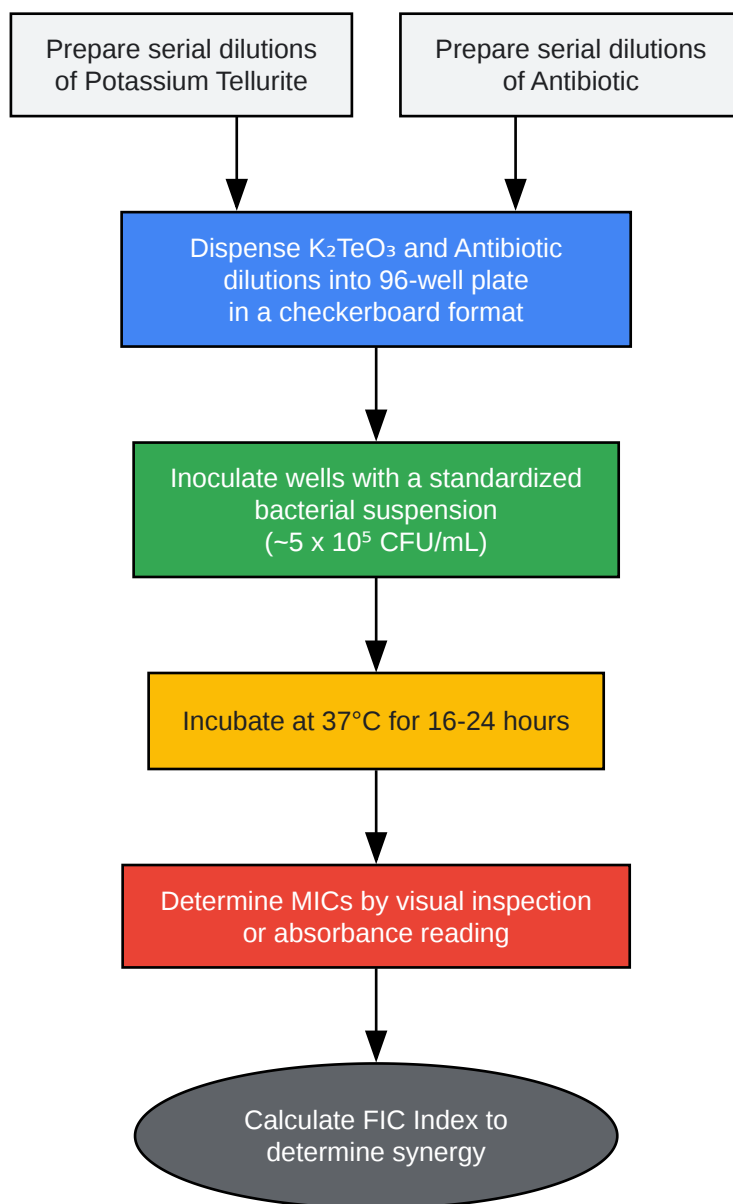 Prepare serial dilutions
of Potassium Tellurite
Prepare serial dilutions
of Antibiotic
Dispense K₂TeO₃ and Antibiotic
dilutions into 96-well plate
in a checkerboard format
Inoculate wells with a standardized
bacterial suspension
(~5 x 10⁵ CFU/mL)
Incubate at 37°C for 16-24 hours
Determine MICs by visual inspection
or absorbance reading
Calculate FIC Index to
determine synergy